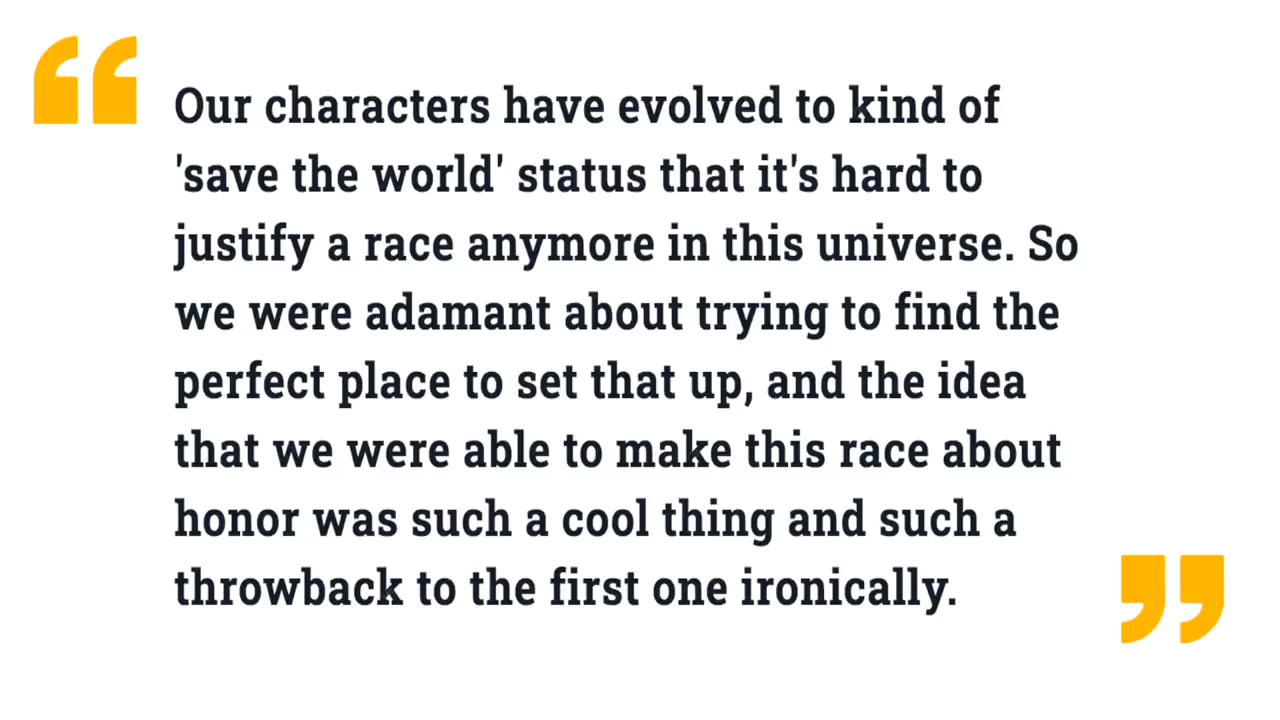 “
Our characters have evolved to kind of
'save the world' status that it's hard to
justify a race anymore in this universe. So
we were adamant about trying to find the
perfect place to set that up, and the idea
that we were able to make this race about
honor was such a cool thing and such a
throwback to the first one ironically.
”